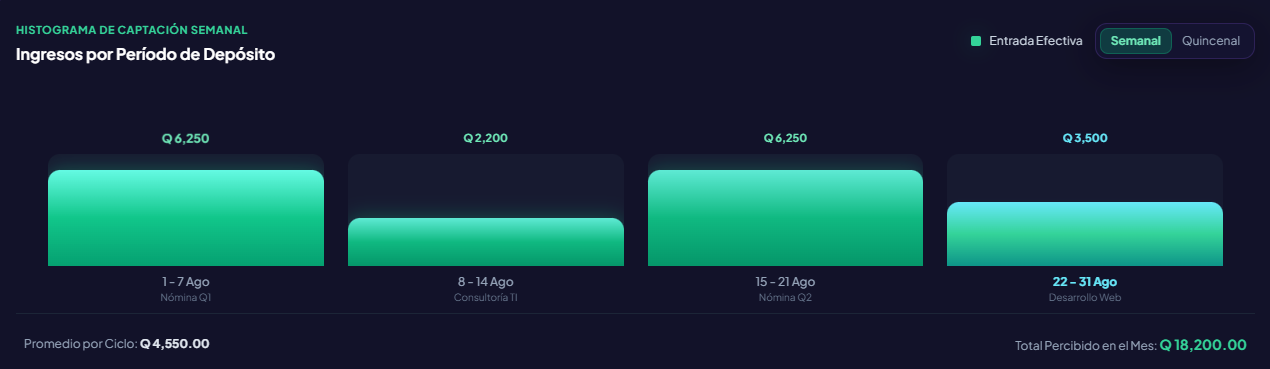 HISTOGRAMA DE CAPTACIÓN SEMANAL
Ingresos por Período de Depósito
Entrada Efectiva
Semanal
Quincenal
Q 6,250
Q 2,200
Q 6,250
Q 3,500
1 - 7 Ago
8 - 14 Ago
15 - 21 Ago
22 - 31 Ago
Nómina Q1
Consultoría TI
Nómina Q2
Desarrollo Web
Promedio por Ciclo: Q 4,550.00
Total Percibido en el Mes: Q 18,200.00